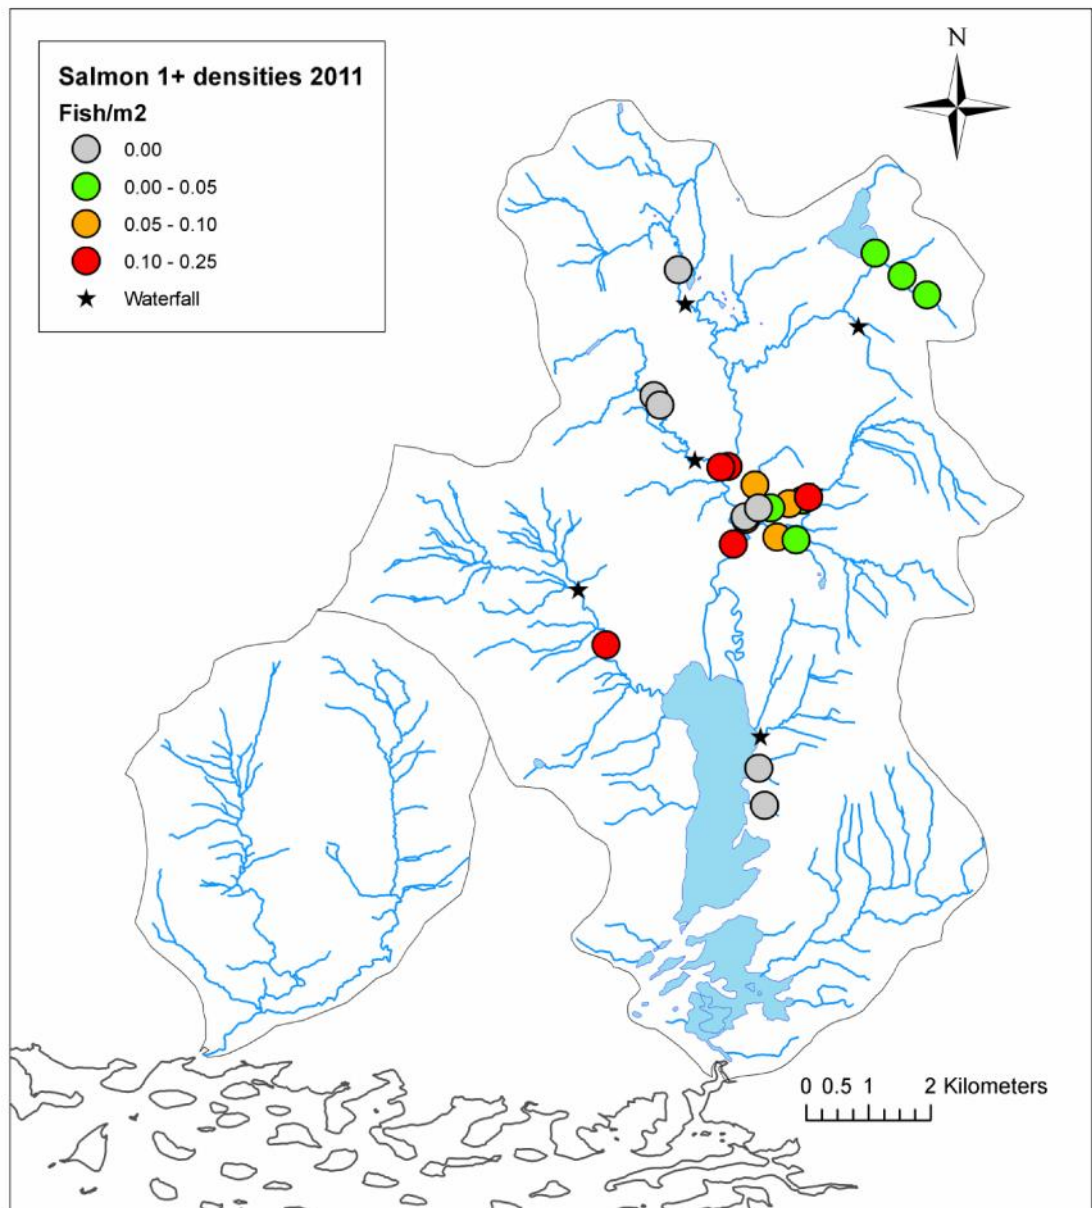 Salmon 1+ densities 2011
Fish/m2
0.00
0.00 - 0.05
0.05 - 0.10
0.10 - 0.25
Waterfall
N
0 0.5 1 2 Kilometers